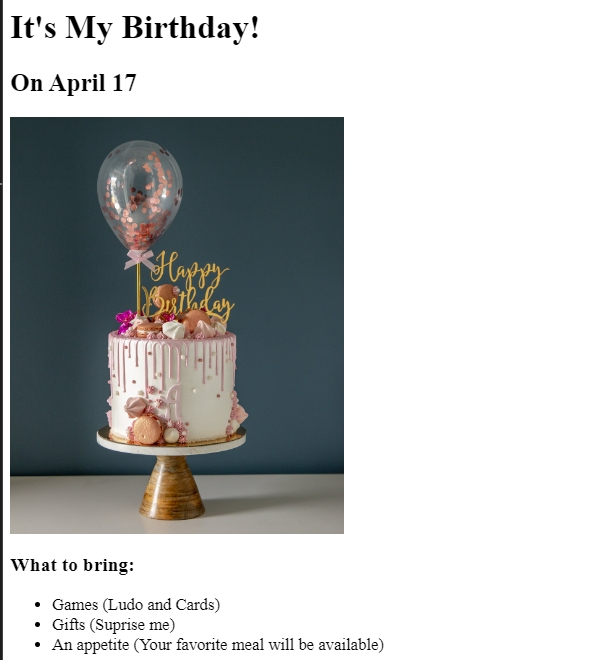 It's My Birthday!
On April 17
Happy
Birthday
What to bring:
Games (Ludo and Cards)
Gifts (Suprise me)
An appetite (Your favorite meal will be available)